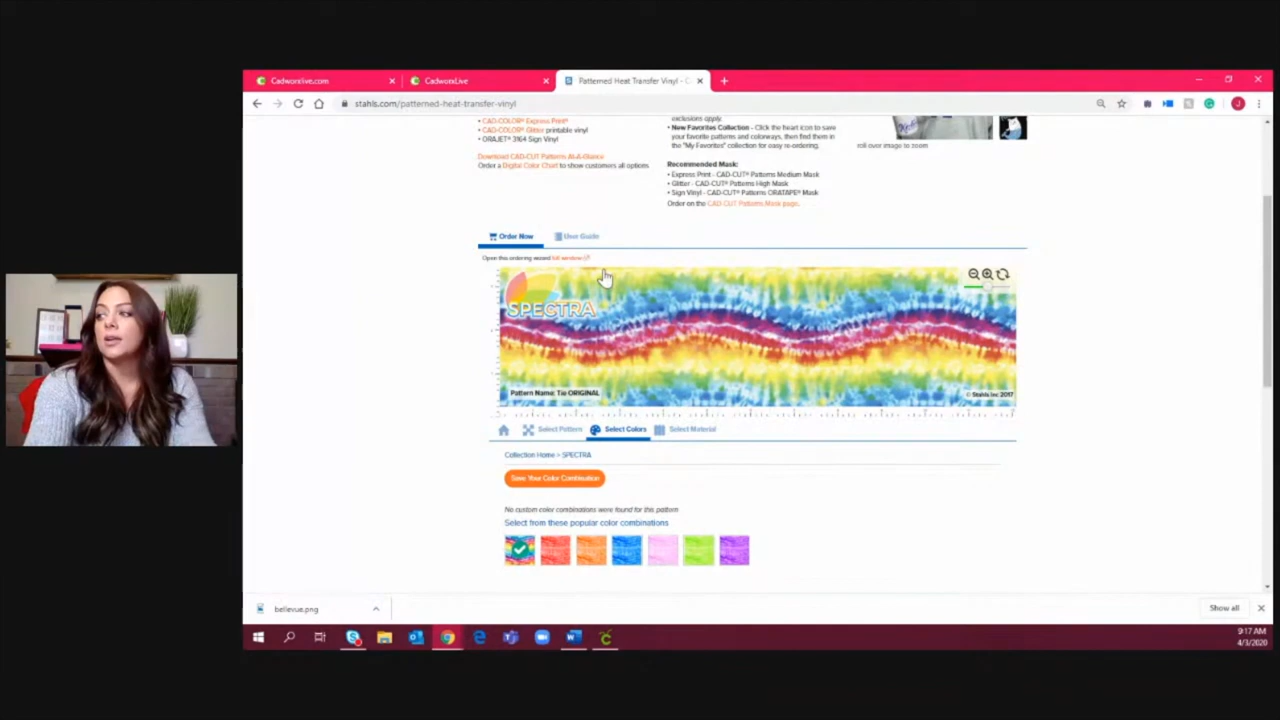 Cadworxlive.com
CadworxLive
Patterned Heat Transfer Vinyl - C
stahls.com/patterned-heat-transfer-vinyl
J
• CAD-COLOR® Express Print®
• CAD-COLOR® Glitter printable vinyl
• ORAJET® 3164 Sign Vinyl
Download CAD-CUT Patterns At-A-Glance
Order a Digital Color Chart to show customers all options
exclusions apply.
• New Favorites Collection - Click the heart icon to save
your favorite patterns and colorways, then find them in
the "My Favorites" collection for easy re-ordering.
Recommended Mask:
• Express Print - CAD-CUT® Patterns Medium Mask
• Glitter - CAD-CUT® Patterns High Mask
• Sign Vinyl - CAD-CUT® Patterns ORATAPE® Mask
Order on the CAD CUT Patterns Mask page.
roll over image to zoom
Order Now
User Guide
Open this ordering wizard full window
SPECTRA
Pattern Name: Tie ORIGINAL
© Stahls Inc 2017
Select Pattern
Select Colors
Select Material
Collection Home > SPECTRA
Save Your Color Combination
No custom color combinations were found for this pattern
Select from these popular color combinations
bellevue.png
Show all
9:17 AM
4/3/2020